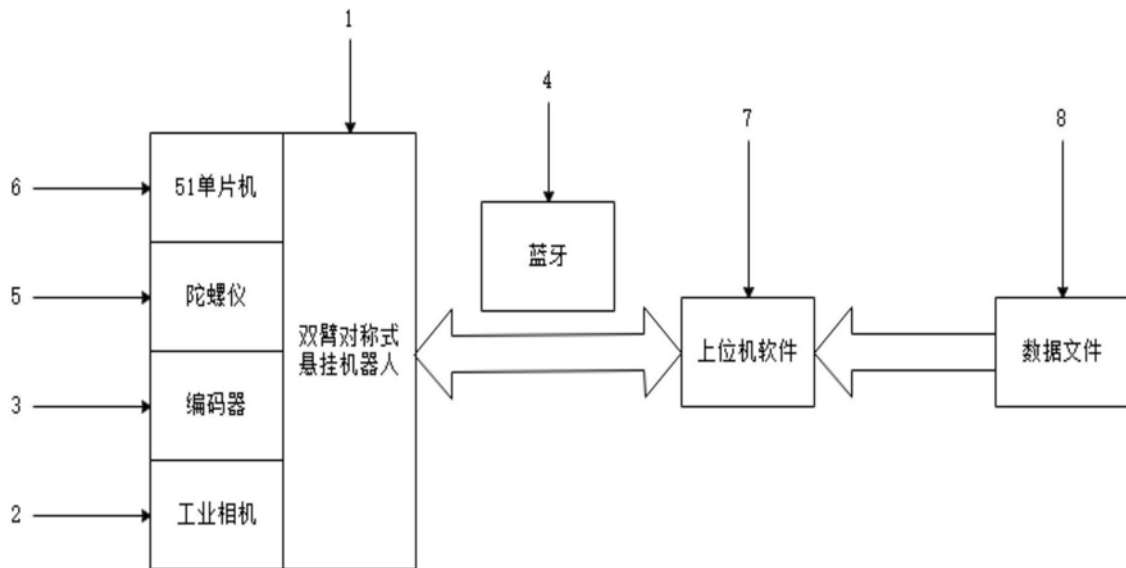 1
4
7
8
6
51单片机
蓝牙
5
陀螺仪
双臂对称式
悬挂机器人
上位机软件
数据文件
3
编码器
2
工业相机